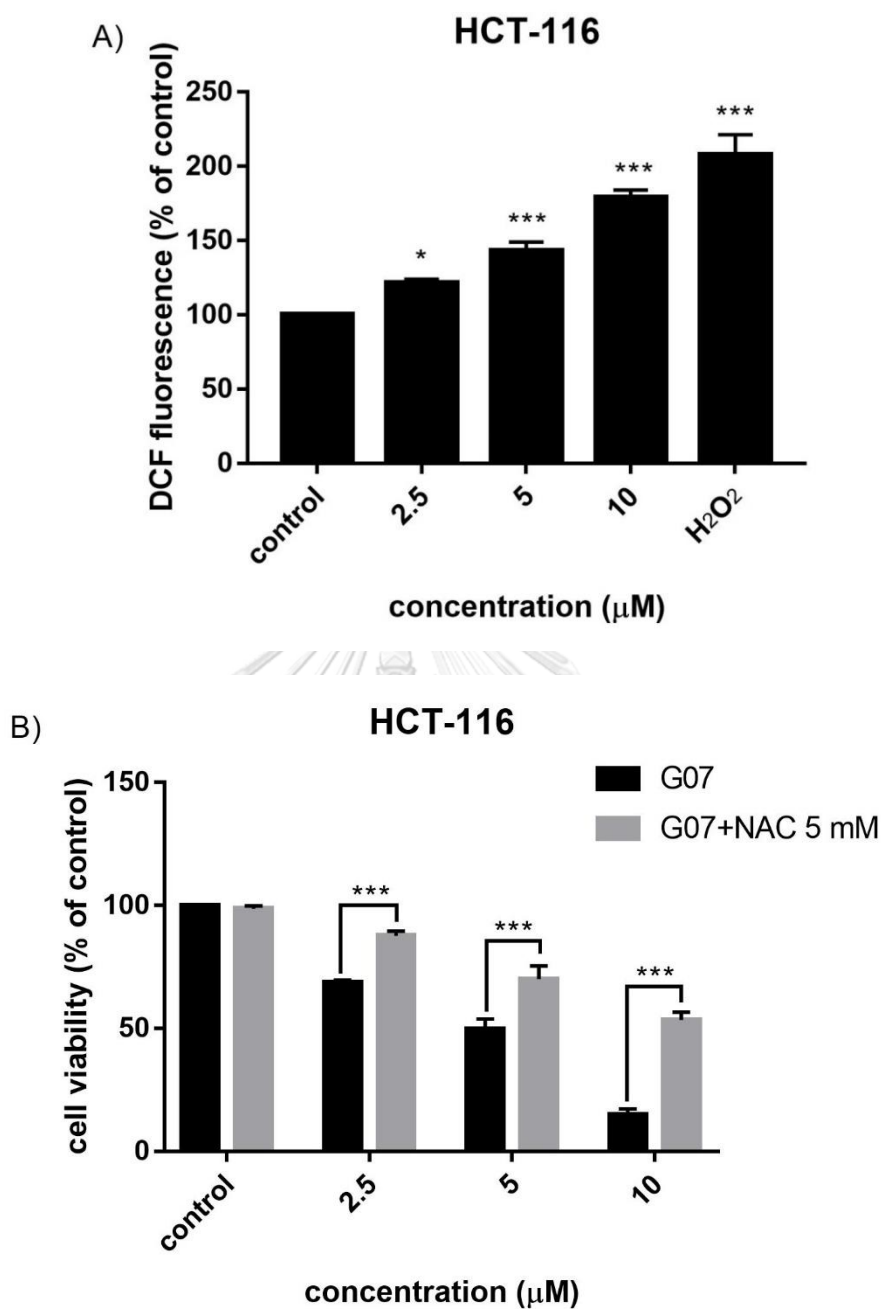 A)
HCT-116
DCF fluorescence (% of control)
250
200
150
100
50
0
*
***
***
***
control
2.5
5
10
H₂O₂
concentration (μM)
B)
HCT-116
cell viability (% of control)
150
100
50
0
G07
G07+NAC 5 mM
***
***
***
control
2.5
5
10
concentration (μM)